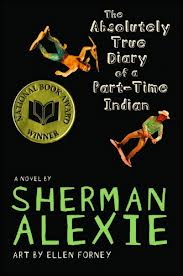 The
Absolutely
True
Diary
of a
Part-Time
Indian
NATIONAL BOOK AWARD
WINNER
A NOVEL BY
SHERMAN
ALEXIE
ART BY ELLEN FORNEY